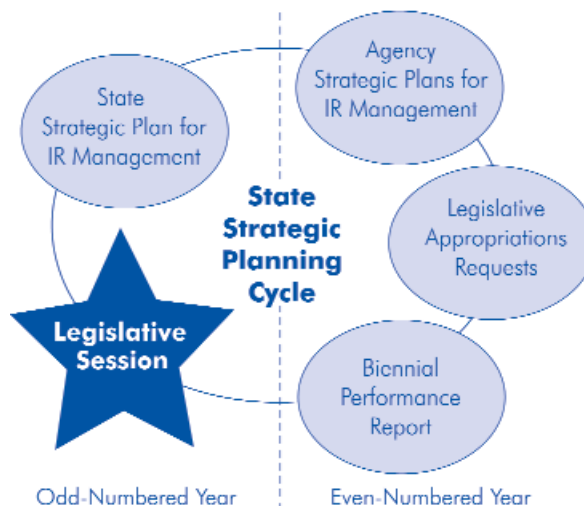 State
Strategic Plan for
IR Management
Agency
Strategic Plans for
IR Management
State
Strategic
Planning
Cycle
Legislative
Appropriations
Requests
Legislative
Session
Biennial
Performance
Report
Odd-Numbered Year
Even-Numbered Year